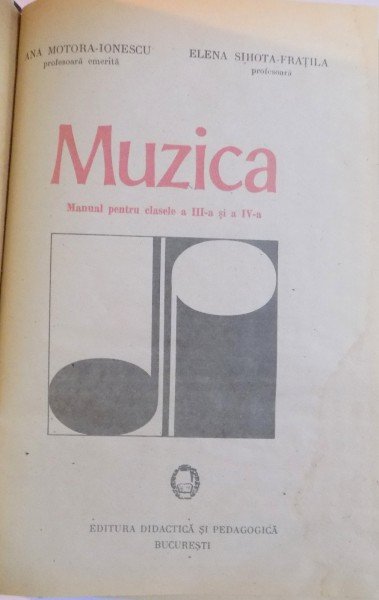 ANA MOTORA-IONESCU
profesoară emerită
ELENA SIHOTA-FRAȚILA
profesoară
Muzica
Manual pentru clasele a III-a și a IV-a
EDITURA DIDACTICĂ ȘI PEDAGOGICĂ
BUCUREȘTI